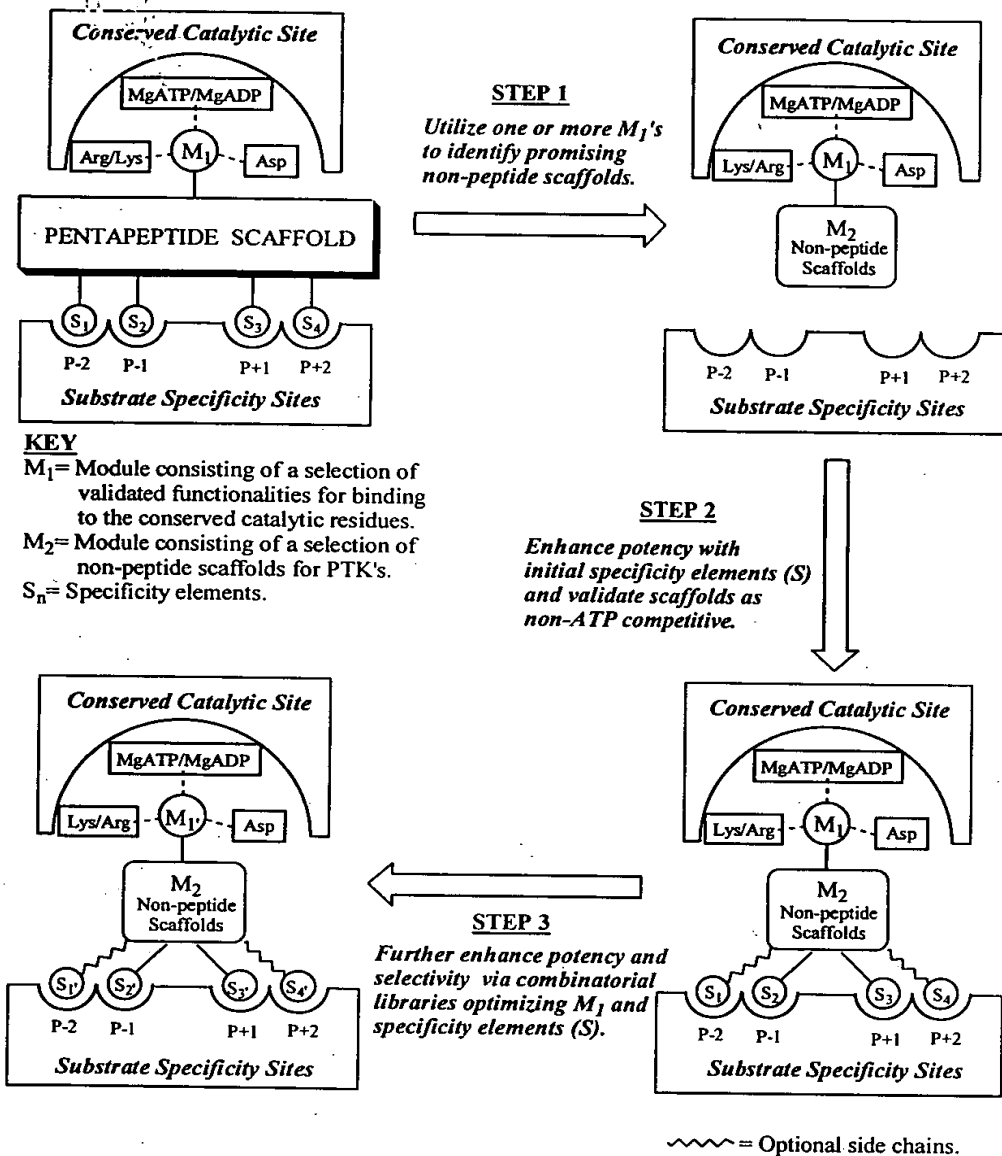 Conserved Catalytic Site
MgATP/MgADP
Arg/Lys
M1
Asp
PENTAPEPTIDE SCAFFOLD
S1
S2
S3
S4
P-2
P-1
P+1
P+2
Substrate Specificity Sites
STEP 1
Utilize one or more M1's
to identify promising
non-peptide scaffolds.
Conserved Catalytic Site
MgATP/MgADP
Lys/Arg
M1
Asp
M2
Non-peptide
Scaffolds
P-2
P-1
P+1
P+2
Substrate Specificity Sites
KEY
M1= Module consisting of a selection of
validated functionalities for binding
to the conserved catalytic residues.
M2= Module consisting of a selection of
non-peptide scaffolds for PTK's.
Sn= Specificity elements.
STEP 2
Enhance potency with
initial specificity elements (S)
and validate scaffolds as
non-ATP competitive.
Conserved Catalytic Site
MgATP/MgADP
Lys/Arg
M1
Asp
M2
Non-peptide
Scaffolds
S1
S2
S3
S4
P-2
P-1
P+1
P+2
Substrate Specificity Sites
STEP 3
Further enhance potency and
selectivity via combinatorial
libraries optimizing M1 and
specificity elements (S).
Conserved Catalytic Site
MgATP/MgADP
Lys/Arg
M1'
Asp
M2
Non-peptide
Scaffolds
S1'
S2'
S3'
S4'
P-2
P-1
P+1
P+2
Substrate Specificity Sites
= Optional side chains.